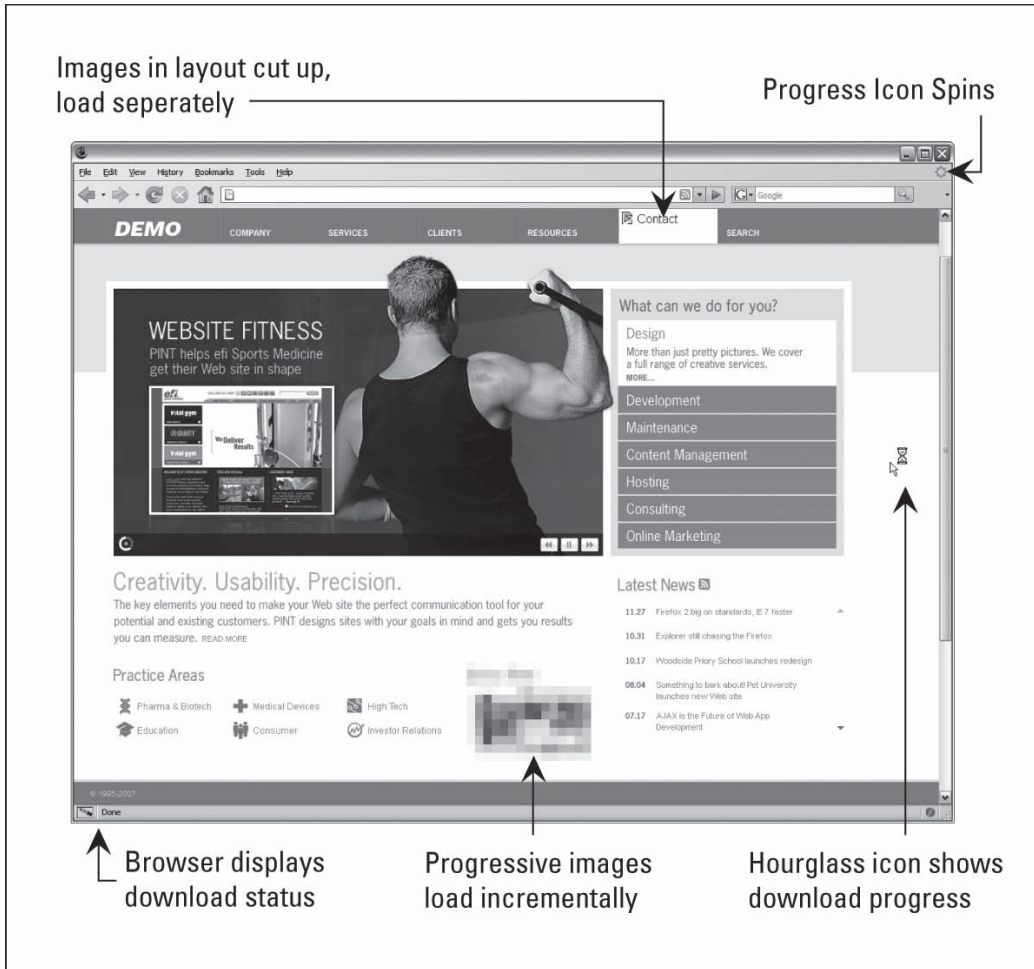 Images in layout cut up,
load seperately
Progress Icon Spins
File Edit View History Bookmarks Tools Help
G Google
DEMO COMPANY SERVICES CLIENTS RESOURCES Contact SEARCH
WEBSITE FITNESS
PINT helps efi Sports Medicine
get their Web site in shape
efi
total gym
GRAVITY
total gym
We Deliver
Results
What can we do for you?
Design
More than just pretty pictures. We cover
a full range of creative services.
MORE...
Development
Maintenance
Content Management
Hosting
Consulting
Online Marketing
Creativity. Usability. Precision.
The key elements you need to make your Web site the perfect communication tool for your
potential and existing customers. PINT designs sites with your goals in mind and gets you results
you can measure. READ MORE
Practice Areas
Pharma & Biotech Medical Devices High Tech
Education Consumer Investor Relations
Latest News
11.27 Firefox 2 big on standards, IE 7 faster
10.31 Explorer still chasing the Firefox
10.17 Woodside Priory School launches redesign
08.04 Something to bark about! Pet University
launches new Web site
07.17 AJAX is the Future of Web App
Development
© 1995-2007
Done
Browser displays
download status
Progressive images
load incrementally
Hourglass icon shows
download progress